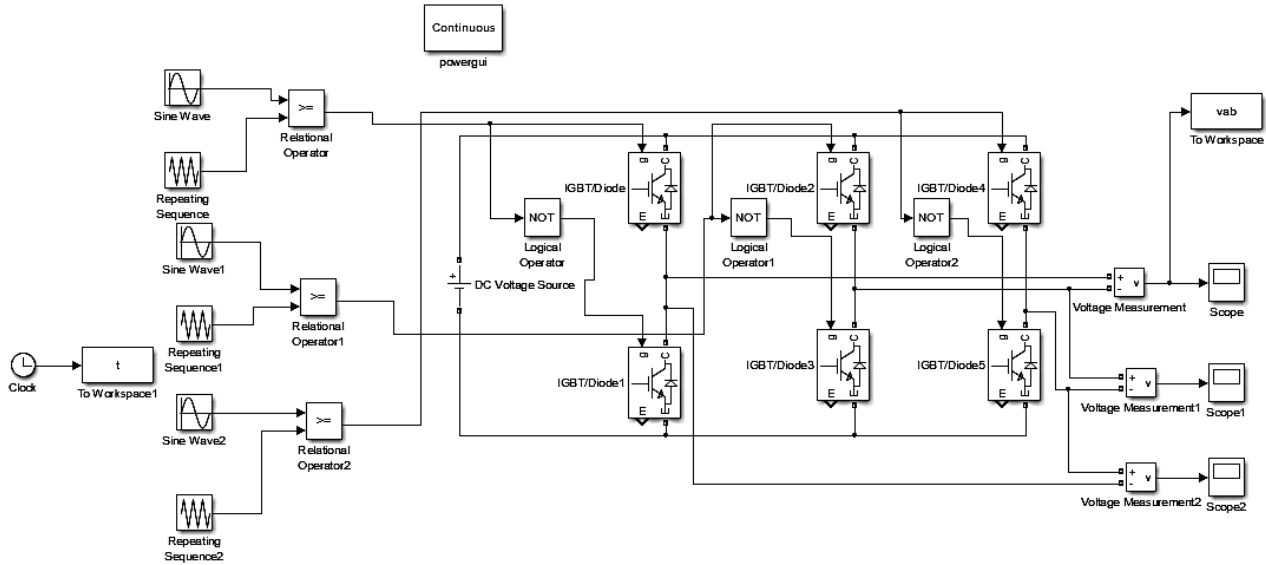 Continuous
powergui
Sine Wave
>=
Relational
Operator
Repeating
Sequence
vab
To Workspace
g
C
IGBT/Diode
E
E
g
C
IGBT/Diode2
E
E
g
C
IGBT/Diode4
E
E
NOT
Logical
Operator
NOT
Logical
Operator1
NOT
Logical
Operator2
Sine Wave1
>=
Relational
Operator1
Repeating
Sequence1
+
DC Voltage Source
+
-
v
Voltage Measurement
Scope
Clock
t
To Workspace1
g
C
IGBT/Diode1
E
E
g
C
IGBT/Diode3
E
E
g
C
IGBT/Diode5
E
E
+
-
v
Voltage Measurement1
Scope1
Sine Wave2
>=
Relational
Operator2
Repeating
Sequence2
+
-
v
Voltage Measurement2
Scope2